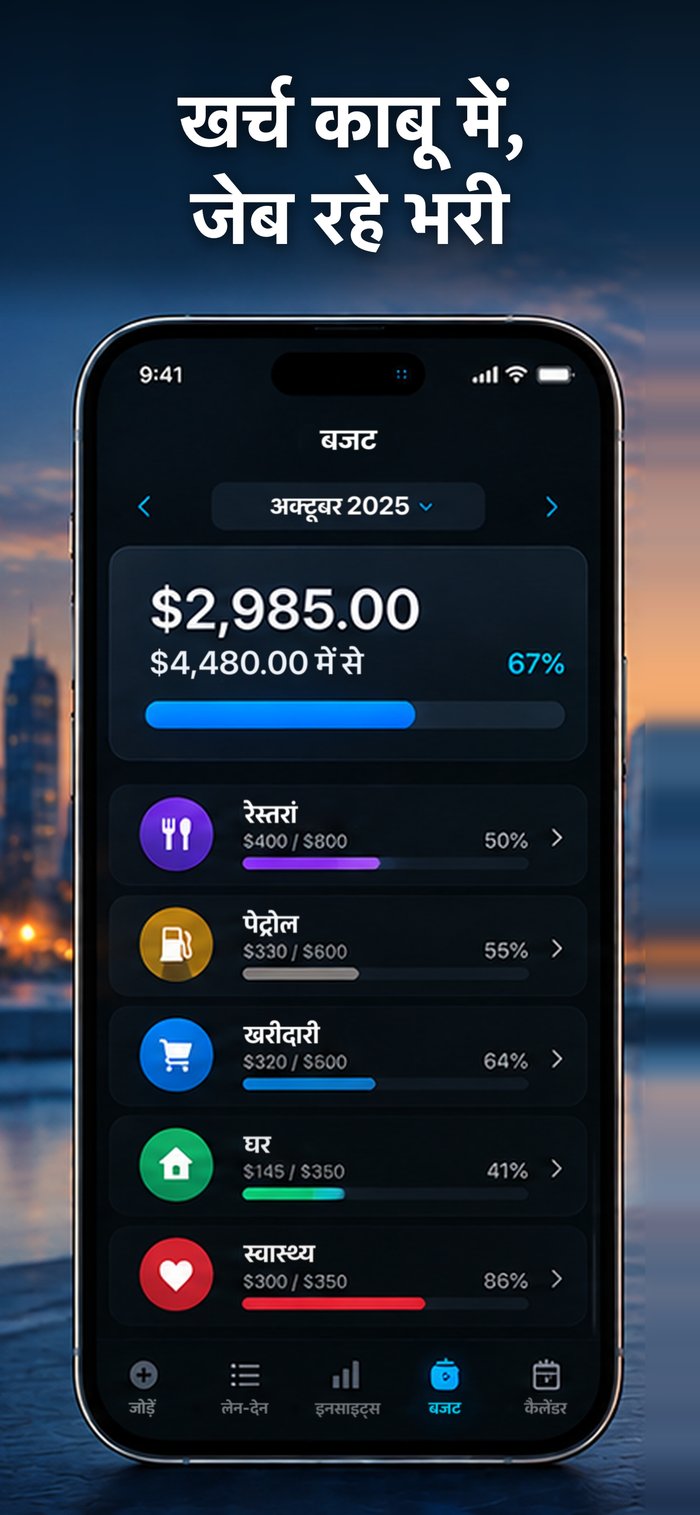 खर्च काबू में,
जेब रहे भरी
9:41
बजट
अक्टूबर 2025
$2,985.00
$4,480.00 में से
67%
रेस्तरां
$400 / $800
50%
पेट्रोल
$330 / $600
55%
खरीदारी
$320 / $600
64%
घर
$145 / $350
41%
स्वास्थ्य
$300 / $350
86%
जोड़ें
लेन-देन
इनसाइट्स
बजट
कैलेंडर